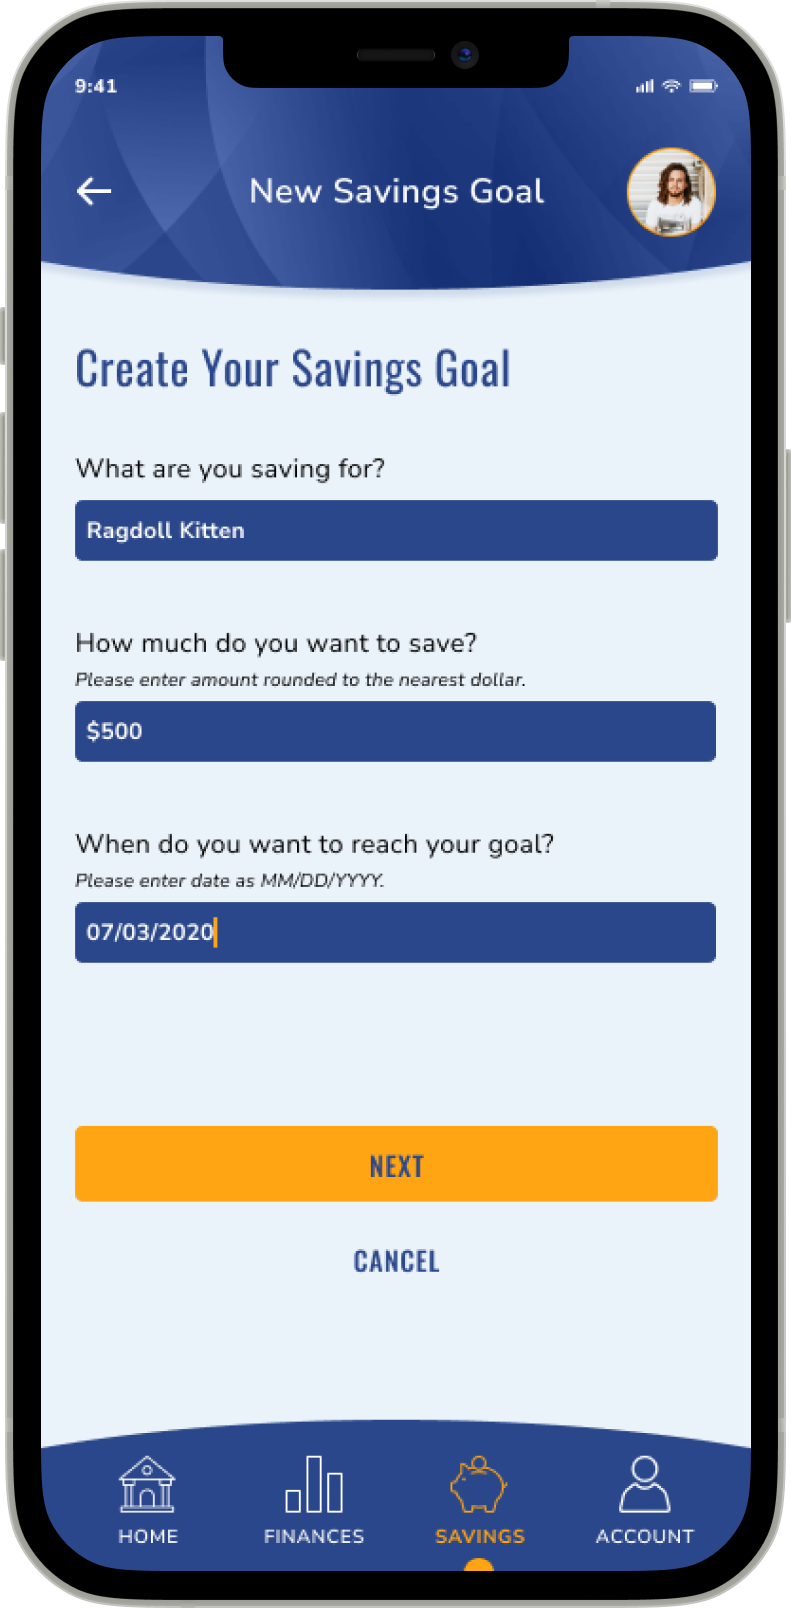 9:41
New Savings Goal
Create Your Savings Goal
What are you saving for?
Ragdoll Kitten
How much do you want to save?
Please enter amount rounded to the nearest dollar.
$500
When do you want to reach your goal?
Please enter date as MM/DD/YYYY.
07/03/2020
NEXT
CANCEL
HOME FINANCES SAVINGS ACCOUNT